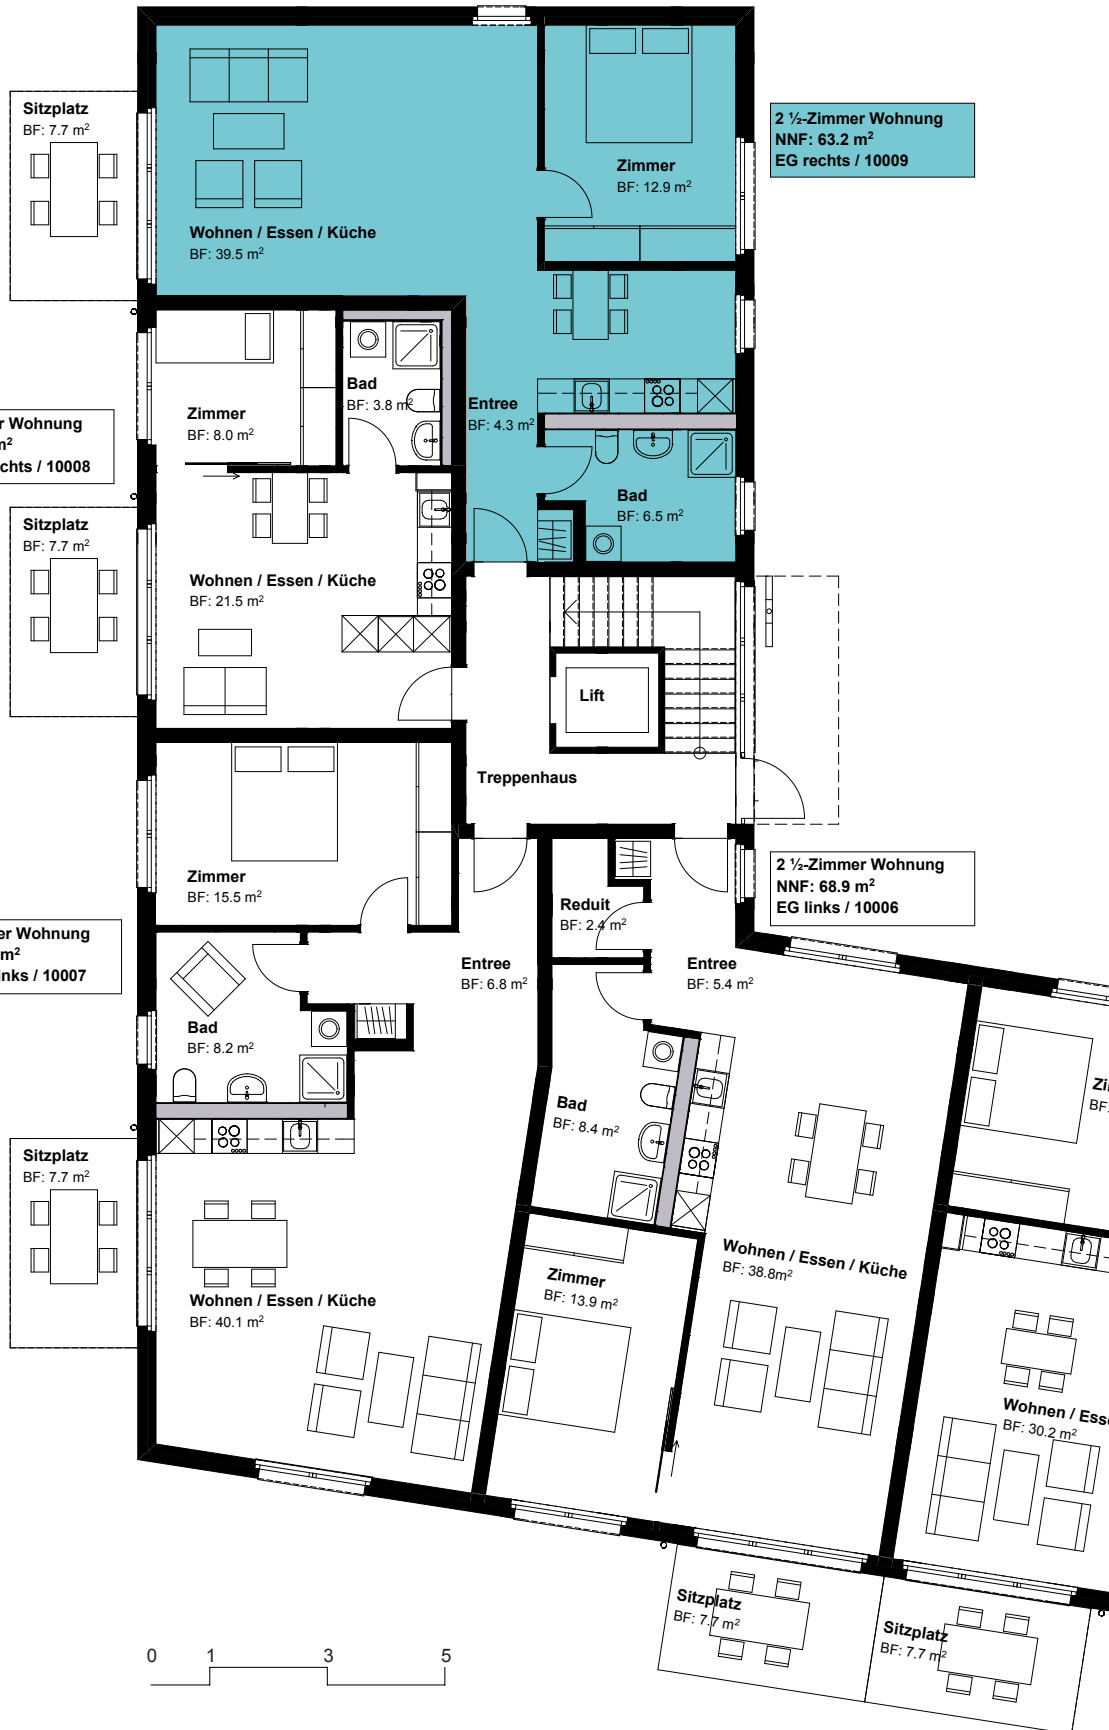 Sitzplatz
BF: 7.7 m²
Wohnen / Essen / Küche
BF: 39.5 m²
Zimmer
BF: 12.9 m²
2 ½-Zimmer Wohnung
NNF: 63.2 m²
EG rechts / 10009
Zimmer
BF: 8.0 m²
Bad
BF: 3.8 m²
Entree
BF: 4.3 m²
Bad
BF: 6.5 m²
er Wohnung
m²
chts / 10008
Sitzplatz
BF: 7.7 m²
Wohnen / Essen / Küche
BF: 21.5 m²
Lift
Treppenhaus
Zimmer
BF: 15.5 m²
2 ½-Zimmer Wohnung
NNF: 68.9 m²
EG links / 10006
Reduit
BF: 2.4 m²
er Wohnung
m²
inks / 10007
Entree
BF: 6.8 m²
Entree
BF: 5.4 m²
Bad
BF: 8.2 m²
Bad
BF: 8.4 m²
Zi
BF:
Sitzplatz
BF: 7.7 m²
Wohnen / Essen / Küche
BF: 40.1 m²
Zimmer
BF: 13.9 m²
Wohnen / Essen / Küche
BF: 38.8m²
Wohnen / Ess
BF: 30.2 m²
Sitzplatz
BF: 7.7 m²
Sitzplatz
BF: 7.7 m²
0 1 3 5